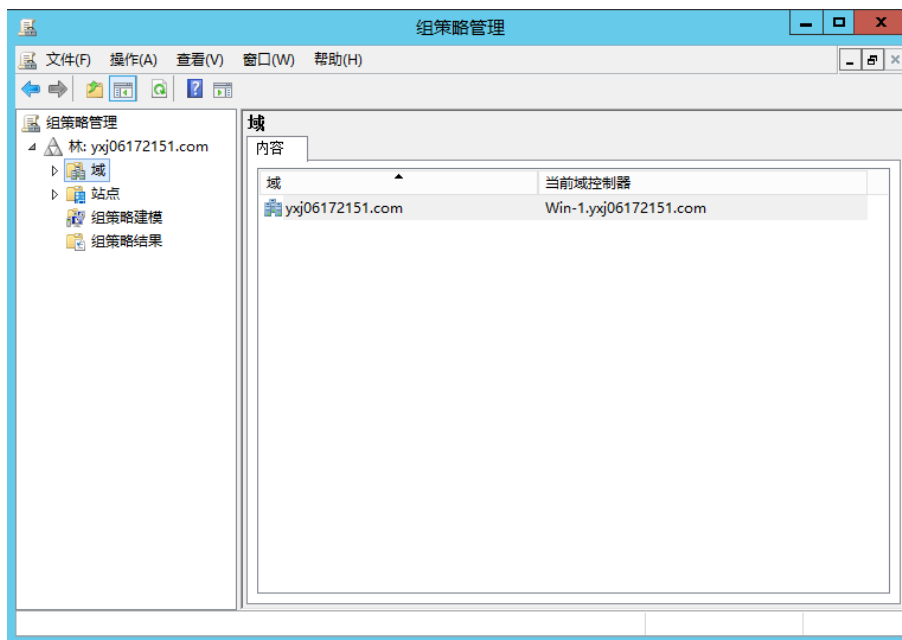 组策略管理
文件(F) 操作(A) 查看(V) 窗口(W) 帮助(H)
组策略管理
林: yxj06172151.com
域
站点
组策略建模
组策略结果
域
内容
域 当前域控制器
yxj06172151.com Win-1.yxj06172151.com